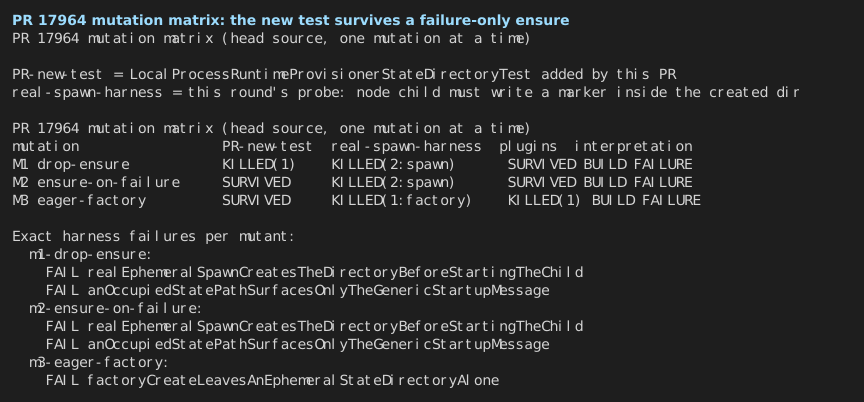 PR 17964 mutation matrix: the new test survives a failure-only ensure
PR 17964 mutation matrix (head source, one mutation at a time)
PR-new-test = LocalProcessRuntimeProvisionerStateDirectoryTest added by this PR
real-spawn-harness = this round's probe: node child must write a marker inside the created dir
PR 17964 mutation matrix (head source, one mutation at a time)
mutation PR-new-test real-spawn-harness plugins interpretation
M1 drop-ensure KILLED(1) KILLED(2:spawn) SURVIVED BUILD FAILURE
M2 ensure-on-failure SURVIVED KILLED(2:spawn) SURVIVED BUILD FAILURE
M3 eager-factory SURVIVED KILLED(1:factory) KILLED(1) BUILD FAILURE
Exact harness failures per mutant:
m1-drop-ensure:
FAIL realEphemeralSpawnCreatesTheDirectoryBeforeStartingTheChild
FAIL anOccupiedStatePathSurfacesOnlyTheGenericStartupMessage
m2-ensure-on-failure:
FAIL realEphemeralSpawnCreatesTheDirectoryBeforeStartingTheChild
FAIL anOccupiedStatePathSurfacesOnlyTheGenericStartupMessage
m3-eager-factory:
FAIL factoryCreateLeavesAnEphemeralStateDirectoryAlone